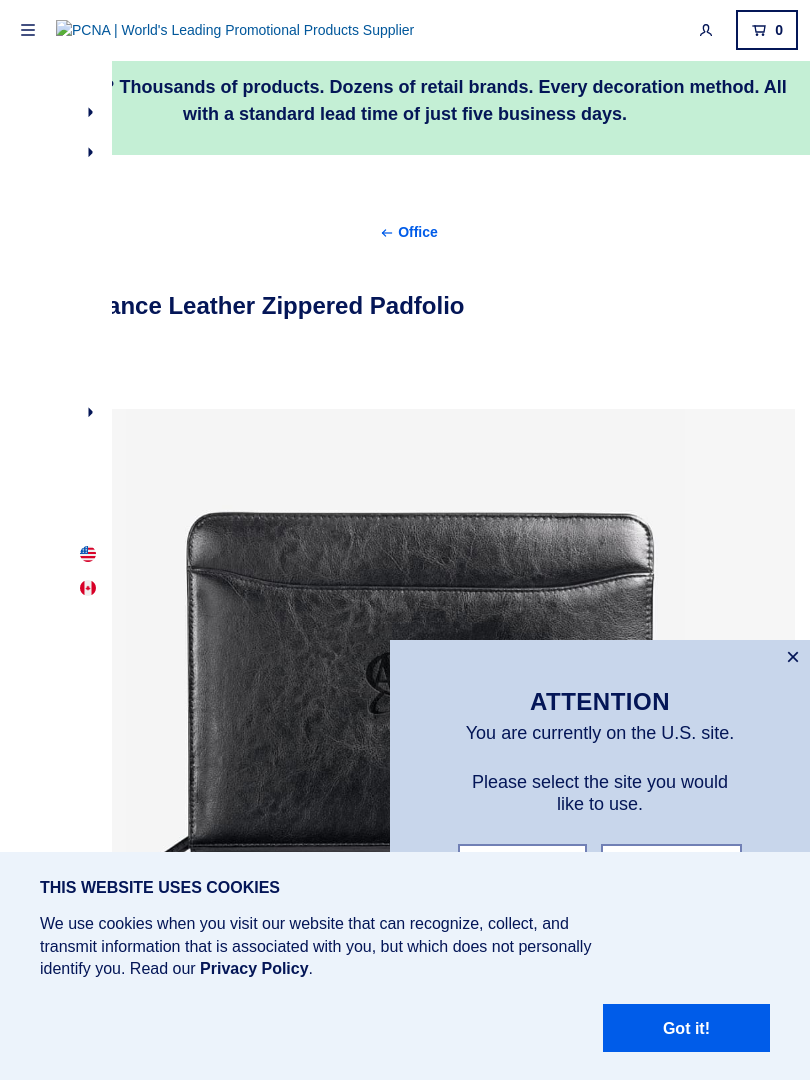 PCNA | World's Leading Promotional Products Supplier
0
? Thousands of products. Dozens of retail brands. Every decoration method. All
with a standard lead time of just five business days.
← Office
ance Leather Zippered Padfolio
ATTENTION
You are currently on the U.S. site.
Please select the site you would
like to use.
THIS WEBSITE USES COOKIES
We use cookies when you visit our website that can recognize, collect, and
transmit information that is associated with you, but which does not personally
identify you. Read our Privacy Policy.
Got it!